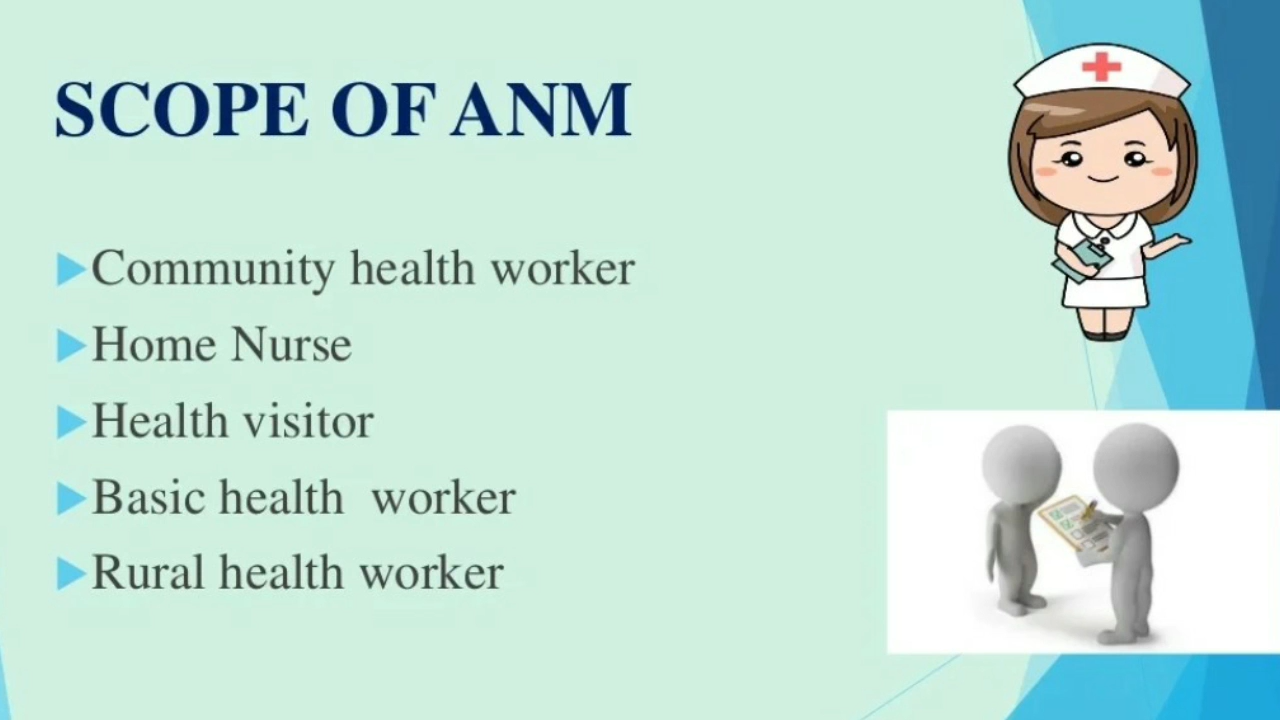 SCOPE OF ANM
Community health worker
Home Nurse
Health visitor
Basic health  worker
Rural health worker